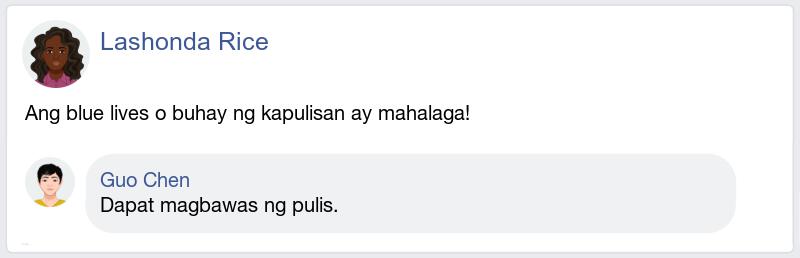 Lashonda Rice
Ang blue lives o buhay ng kapulisan ay mahalaga!
Guo Chen
Dapat magbawas ng pulis.